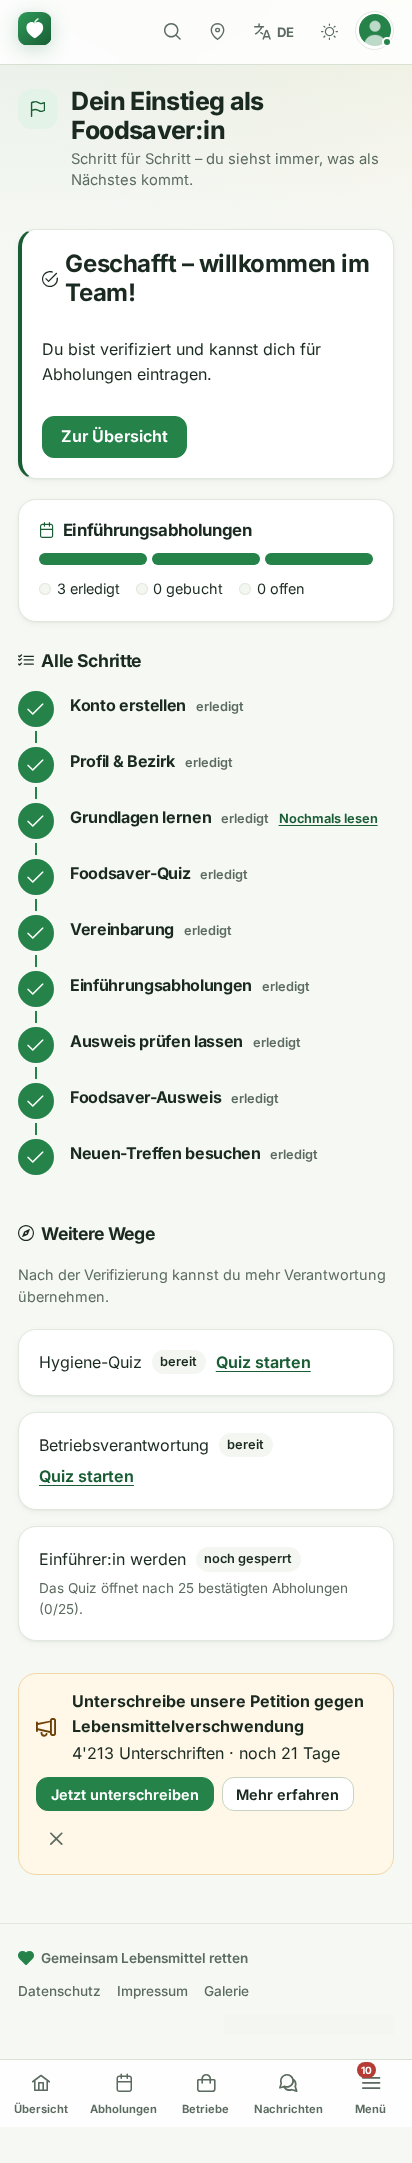 DE
Dein Einstieg als
Foodsaver:in
Schritt für Schritt – du siehst immer, was als
Nächstes kommt.
Geschafft – willkommen im
Team!
Du bist verifiziert und kannst dich für
Abholungen eintragen.
Zur Übersicht
Einführungsabholungen
3 erledigt 0 gebucht 0 offen
Alle Schritte
Konto erstellen erledigt
Profil & Bezirk erledigt
Grundlagen lernen erledigt Nochmals lesen
Foodsaver-Quiz erledigt
Vereinbarung erledigt
Einführungsabholungen erledigt
Ausweis prüfen lassen erledigt
Foodsaver-Ausweis erledigt
Neuen-Treffen besuchen erledigt
Weitere Wege
Nach der Verifizierung kannst du mehr Verantwortung
übernehmen.
Hygiene-Quiz bereit Quiz starten
Betriebsverantwortung bereit
Quiz starten
Einführer:in werden noch gesperrt
Das Quiz öffnet nach 25 bestätigten Abholungen
(0/25).
Unterschreibe unsere Petition gegen
Lebensmittelverschwendung
4'213 Unterschriften · noch 21 Tage
Jetzt unterschreiben Mehr erfahren
Gemeinsam Lebensmittel retten
Datenschutz Impressum Galerie
10
Übersicht Abholungen Betriebe Nachrichten Menü